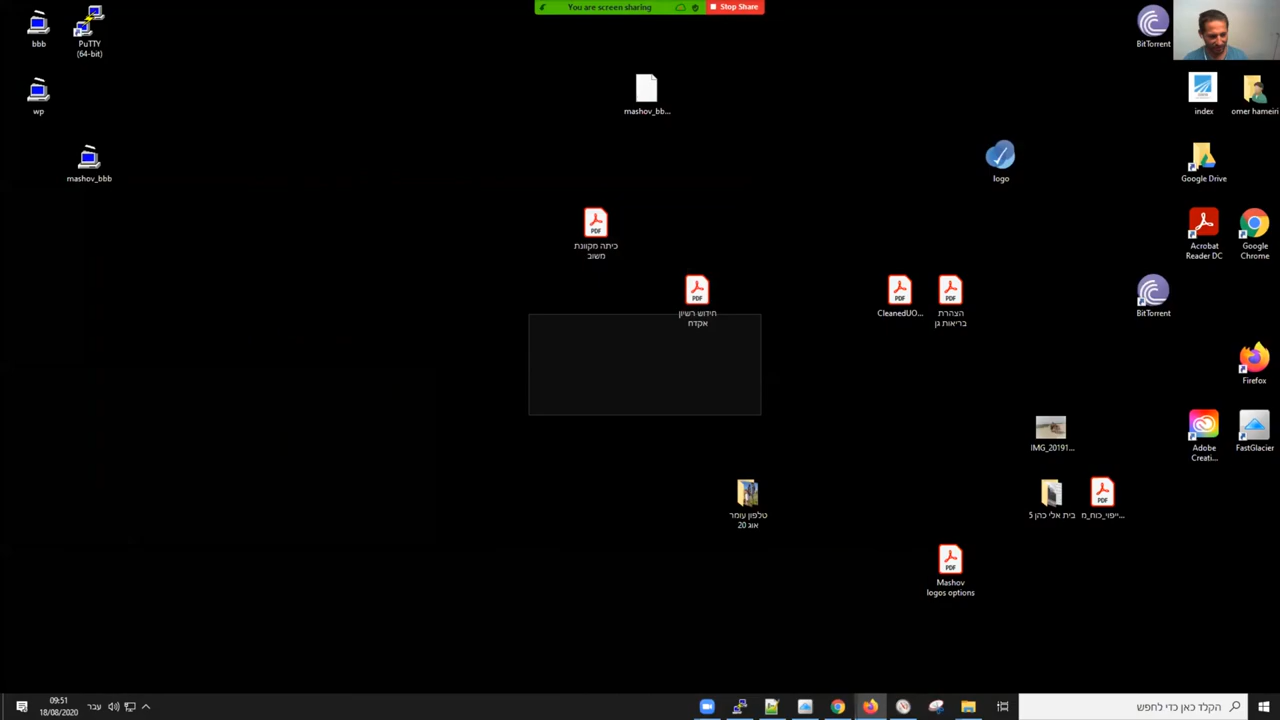 You are screen sharing
Stop Share
bbb
PuTTY
(64-bit)
BitTorrent
wp
mashov_bb...
index
omer hameiri
mashov_bbb
logo
Google Drive
כיתה מקוונת
משוב
Acrobat
Reader DC
Google
Chrome
חידוש רשיון
אקדח
CleanedUO...
הצהרת
בריאות גן
BitTorrent
Firefox
IMG_20191...
Adobe
Creati...
FastGlacier
טלפון עומר
אוג 20
בית אלי כהן 5
ייפוי_כוח_מ...
Mashov
logos options
09:51
18/08/2020
עבר
הקלד כאן כדי לחפש